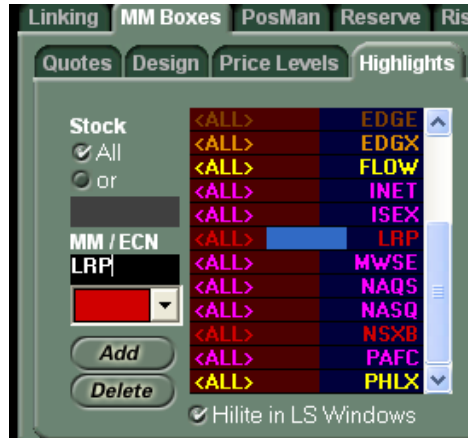 Linking MM Boxes PosMan Reserve Ris
Quotes Design Price Levels Highlights
Stock
All
or
MM / ECN
LRP
Add
Delete
<ALL> EDGE
<ALL> EDGX
<ALL> FLOW
<ALL> INET
<ALL> ISEX
<ALL> LRP
<ALL> MWSE
<ALL> NAQS
<ALL> NASQ
<ALL> NSXB
<ALL> PAFC
<ALL> PHLX
Hilite in LS Windows